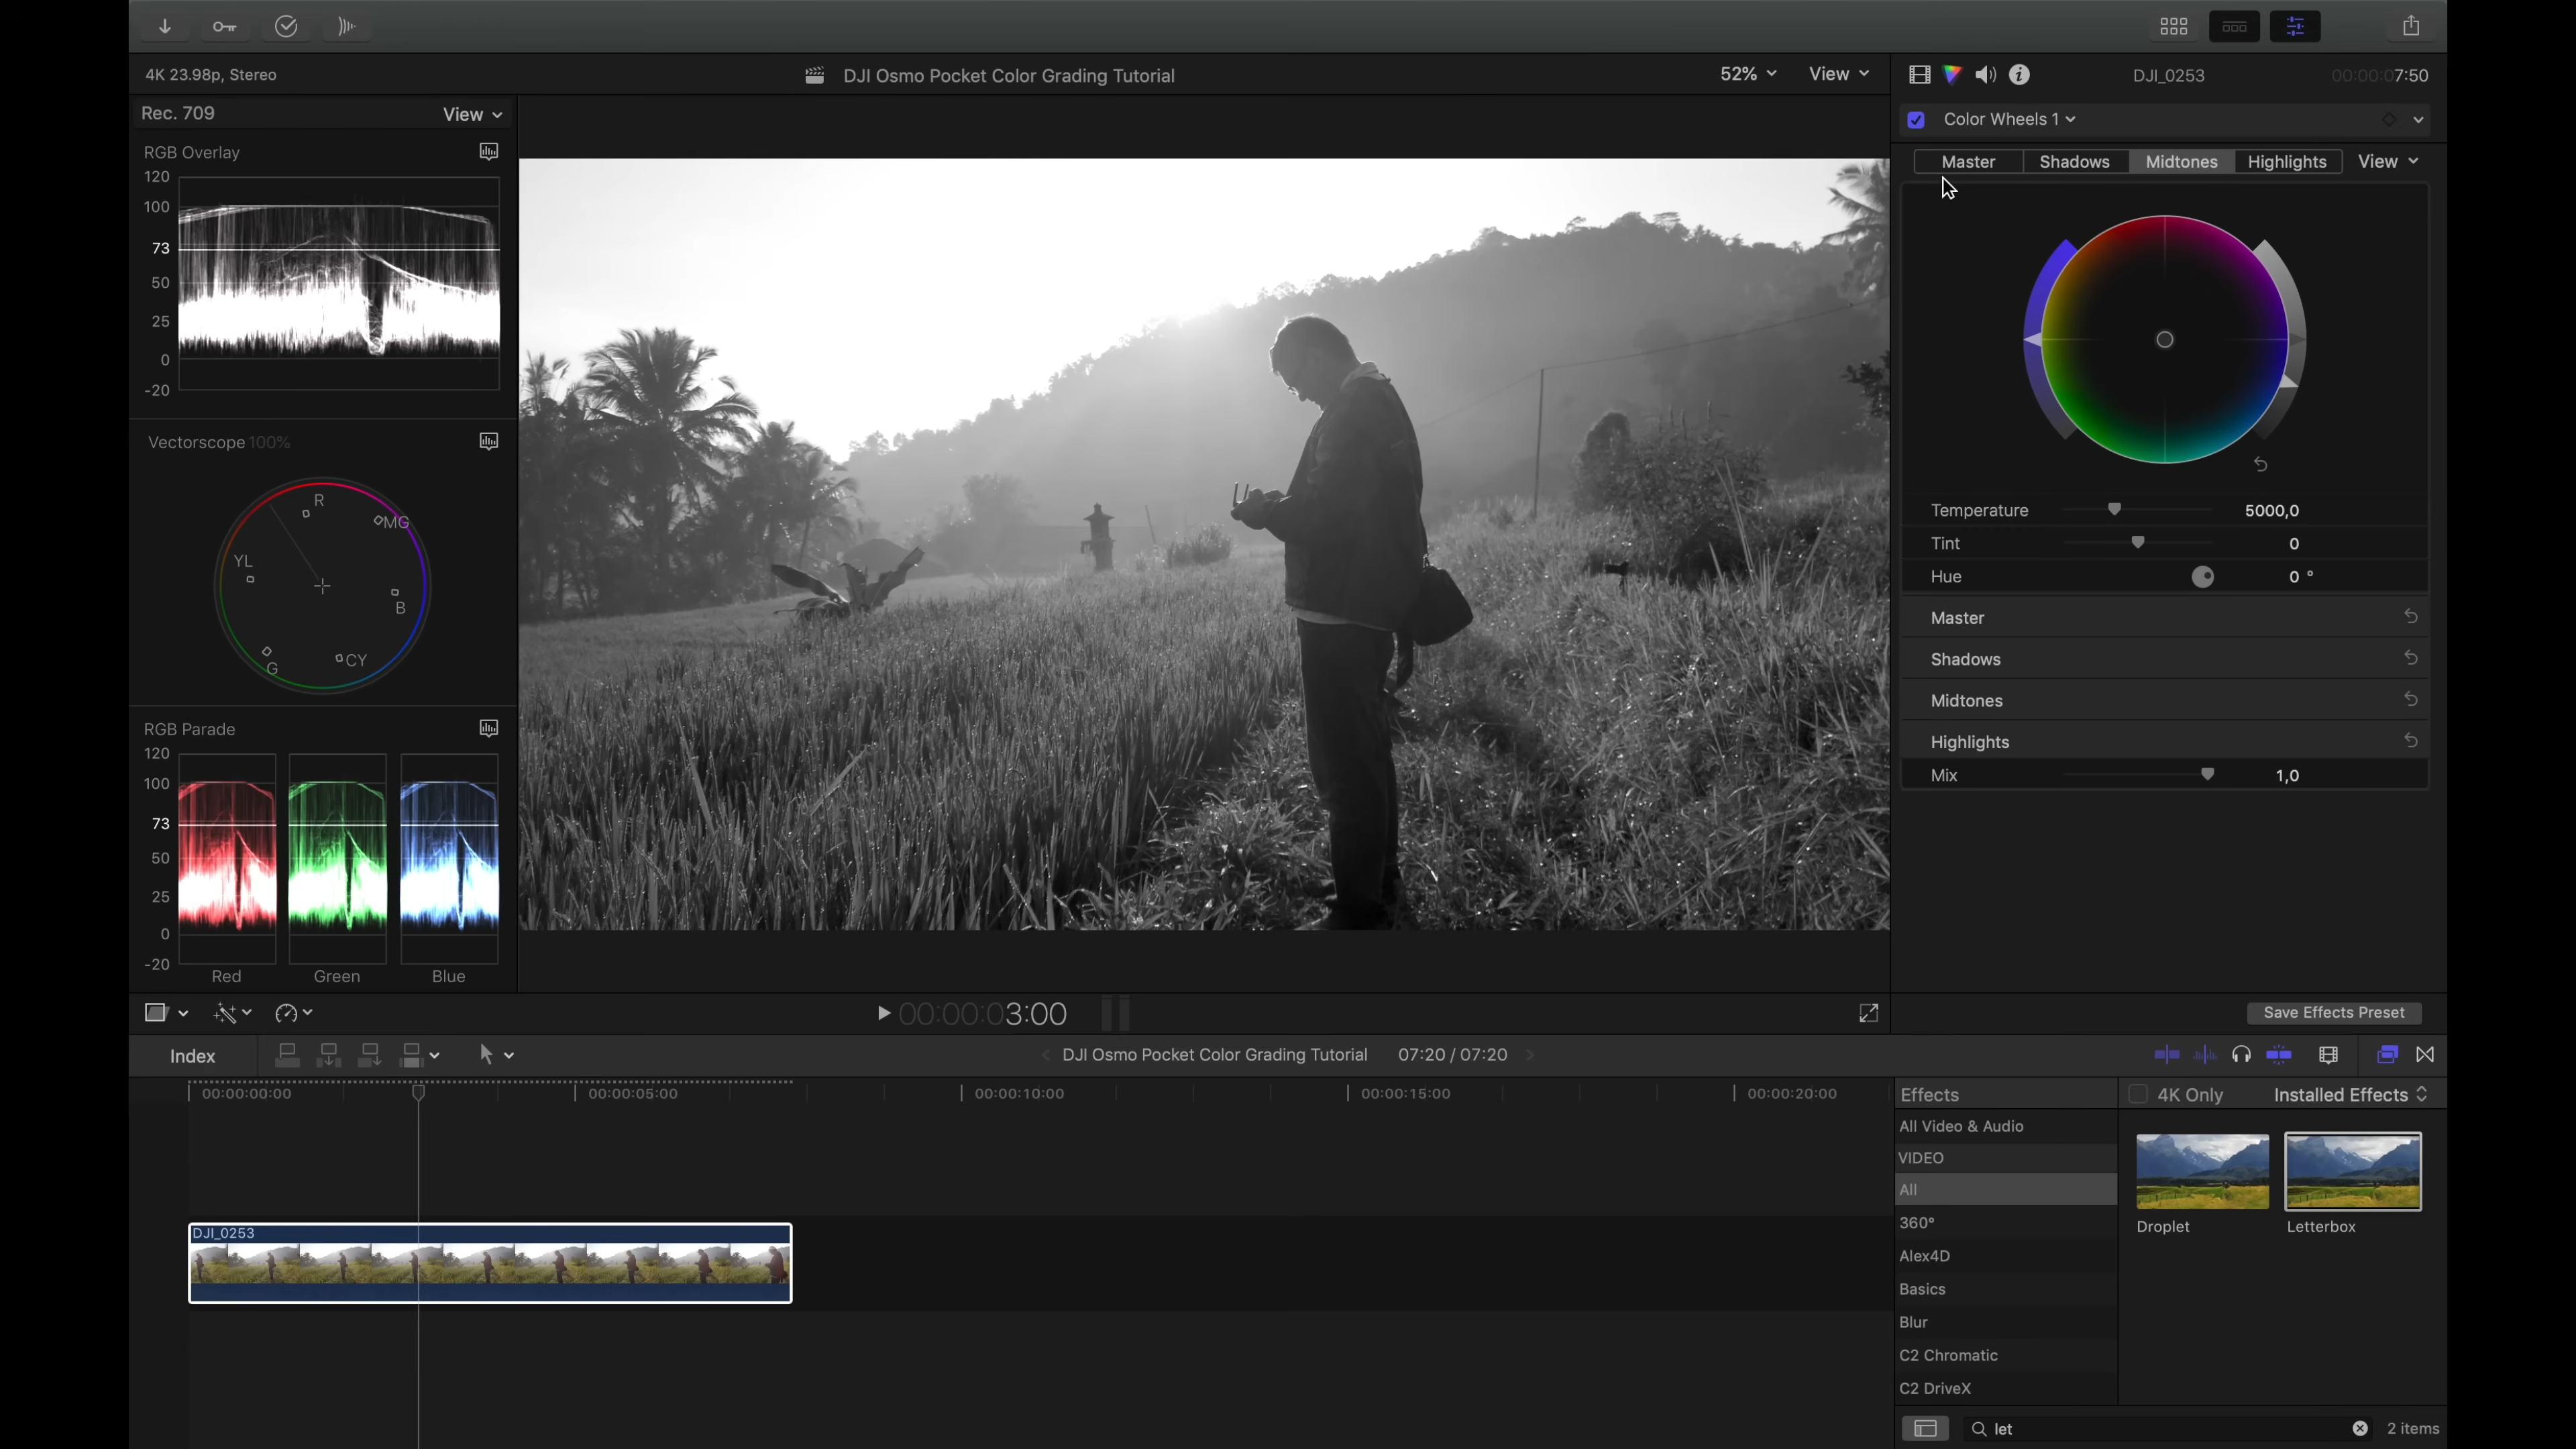 4K 23.98p, Stereo
DJI Osmo Pocket Color Grading Tutorial
52%
View
DJI_0253
00:00:07:50
Rec. 709
View
Color Wheels 1
RGB Overlay
Master
Shadows
Midtones
Highlights
View
120
100
73
50
25
0
-20
Vectorscope 100%
R
MG
YL
B
G
CY
Temperature
5000,0
Tint
0
Hue
0 °
Master
Shadows
Midtones
Highlights
Mix
1,0
RGB Parade
120
100
73
50
25
0
-20
Red
Green
Blue
00:00:03:00
Save Effects Preset
Index
DJI Osmo Pocket Color Grading Tutorial
07:20 / 07:20
00:00:00:00
00:00:05:00
00:00:10:00
00:00:15:00
00:00:20:00
Effects
4K Only
Installed Effects
All Video & Audio
VIDEO
All
360°
Alex4D
Basics
Blur
C2 Chromatic
C2 DriveX
Droplet
Letterbox
DJI_0253
let
2 items